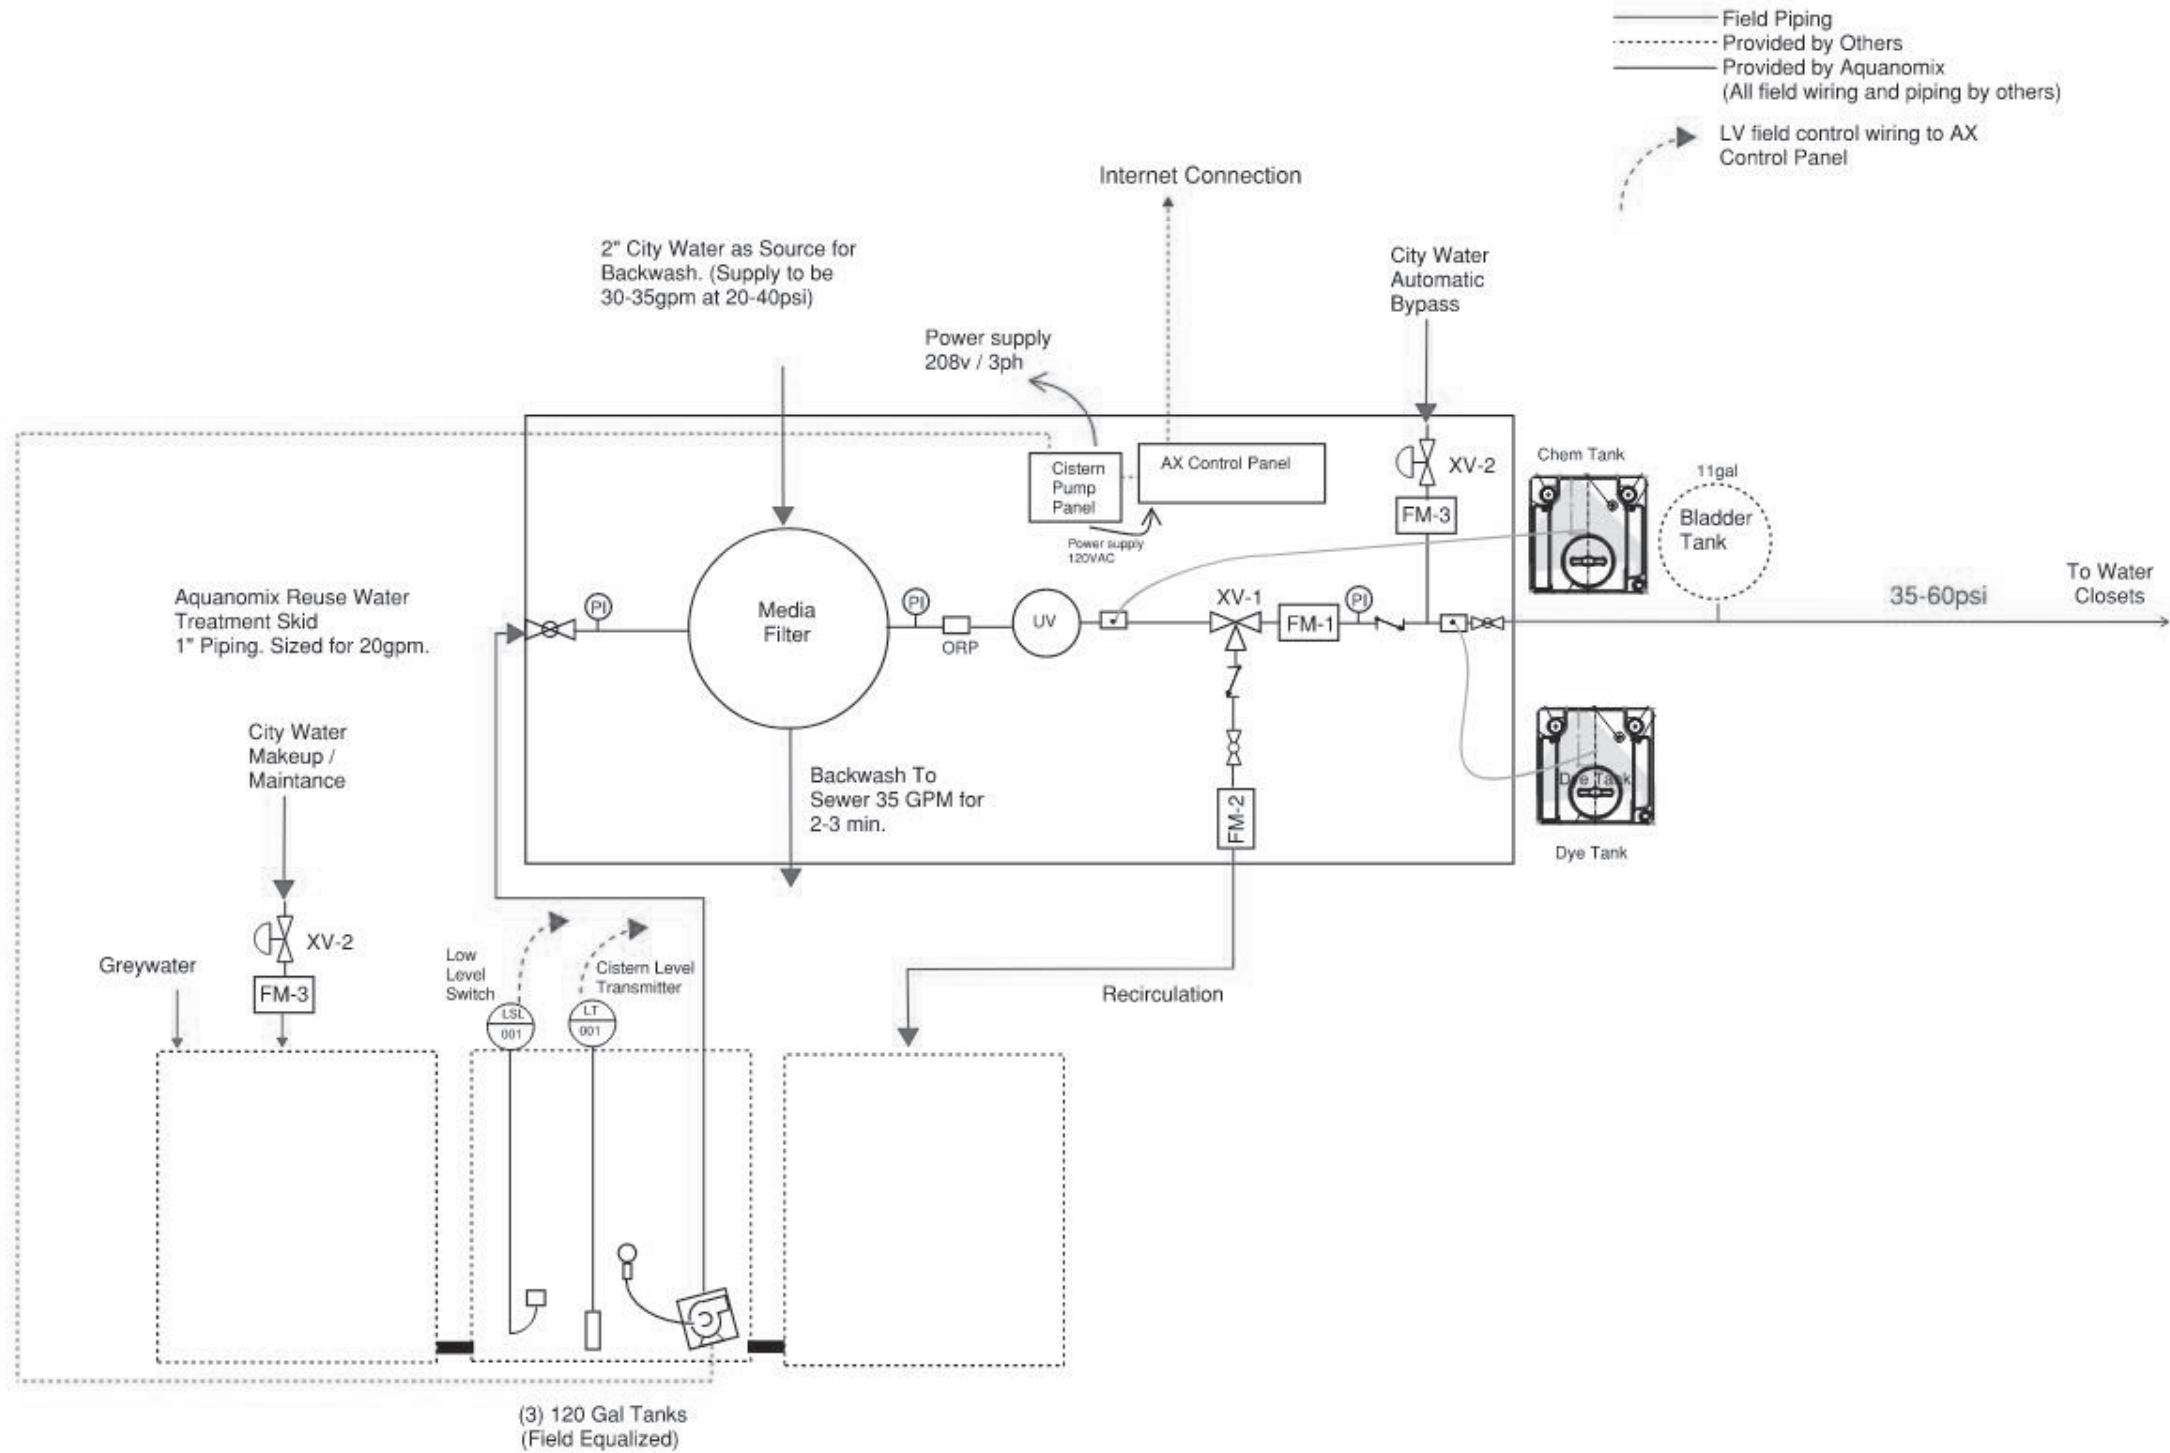 Field Piping
Provided by Others
Provided by Aquanomix
(All field wiring and piping by others)
LV field control wiring to AX
Control Panel
Internet Connection
2" City Water as Source for
Backwash. (Supply to be
30-35gpm at 20-40psi)
City Water
Automatic
Bypass
Power supply
208v / 3ph
Cistern
Pump
Panel
AX Control Panel
Power supply
120VAC
XV-2
FM-3
Chem Tank
11gal
Bladder
Tank
35-60psi
To Water
Closets
Aquanomix Reuse Water
Treatment Skid
1" Piping. Sized for 20gpm.
PI
Media
Filter
PI
ORP
UV
XV-1
FM-1
PI
FM-2
Dye Tank
Dye Tank
City Water
Makeup /
Maintance
Backwash To
Sewer 35 GPM for
2-3 min.
XV-2
FM-3
Greywater
Low
Level
Switch
LSL
001
Cistern Level
Transmitter
LT
001
Recirculation
(3) 120 Gal Tanks
(Field Equalized)